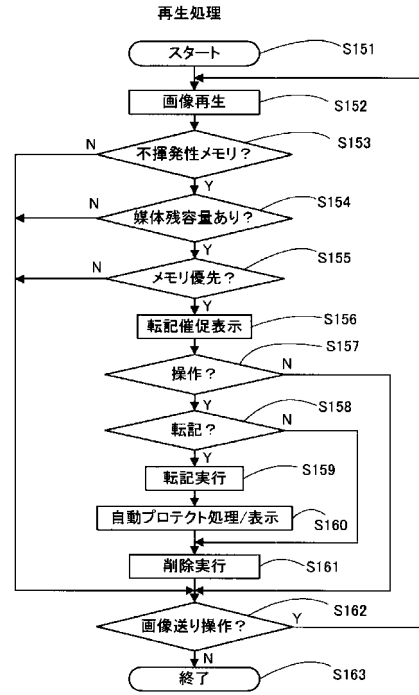 再生処理
スタート
S151
画像再生
S152
不揮発性メモリ?
S153
N
Y
媒体残容量あり?
S154
N
Y
メモリ優先?
S155
N
Y
転記催促表示
S156
操作?
S157
N
Y
転記?
S158
N
Y
転記実行
S159
自動プロテクト処理/表示
S160
削除実行
S161
画像送り操作?
S162
Y
N
終了
S163